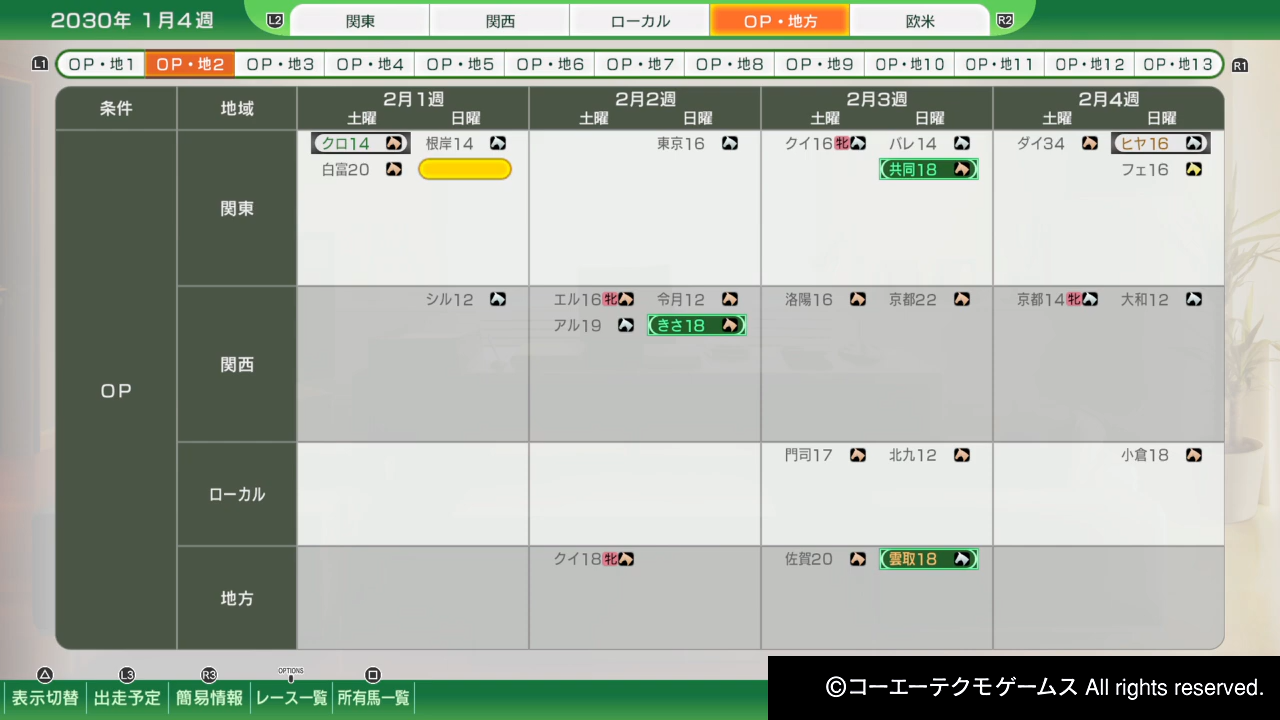 2030年 1月4週
L2 関東 関西 ローカル OP・地方 欧米 R2
L1 OP・地1 OP・地2 OP・地3 OP・地4 OP・地5 OP・地6 OP・地7 OP・地8 OP・地9 OP・地10 OP・地11 OP・地12 OP・地13 R1
条件 地域 2月1週 2月2週 2月3週 2月4週
土曜 日曜 土曜 日曜 土曜 日曜 土曜 日曜
OP
関東
クロ14 根岸14 東京16 クイ16牝 バレ14 ダイ34 ヒヤ16
白富20 共同18 フェ16
関西
シル12 エル16牝 令月12 洛陽16 京都22 京都14牝 大和12
アル19 きさ18
ローカル
門司17 北九12 小倉18
地方
クイ18牝 佐賀20 雲取18
L3 R3 OPTIONS
表示切替 出走予定 簡易情報 レース一覧 所有馬一覧
©コーエーテクモゲームス All rights reserved.